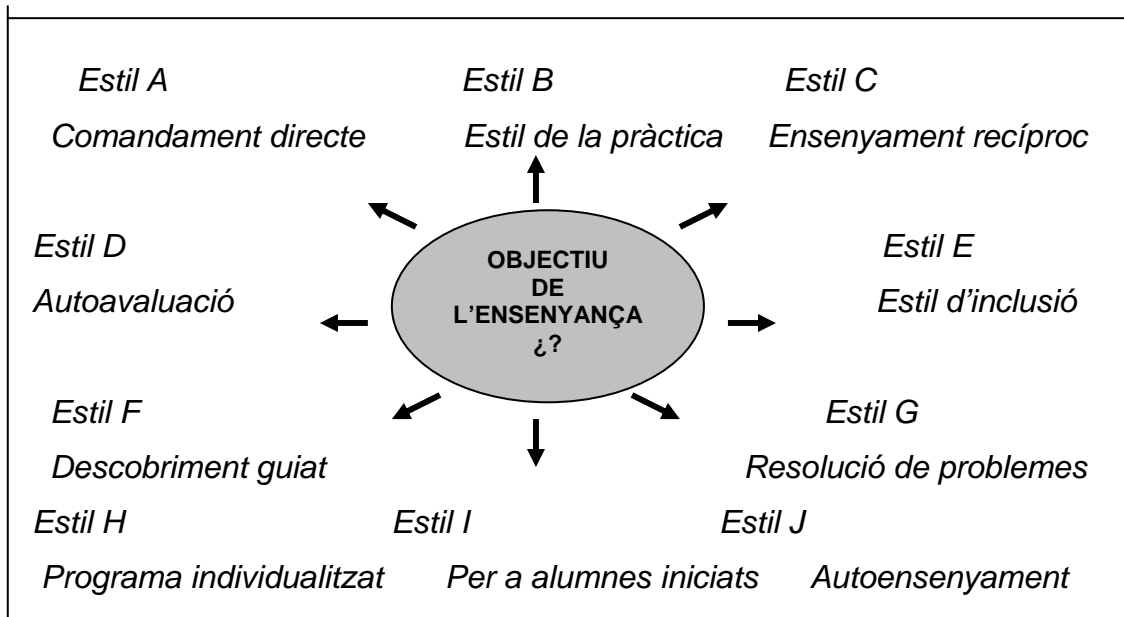 Estil A Estil B Estil C
Comandament directe Estil de la pràctica Ensenyament recíproc
Estil D Estil E
Autoavaluació Estil d’inclusió
OBJECTIU
DE
L’ENSENYANÇA
¿?
Estil F Estil G
Descobriment guiat Resolució de problemes
Estil H Estil I Estil J
Programa individualitzat Per a alumnes iniciats Autoensenyament